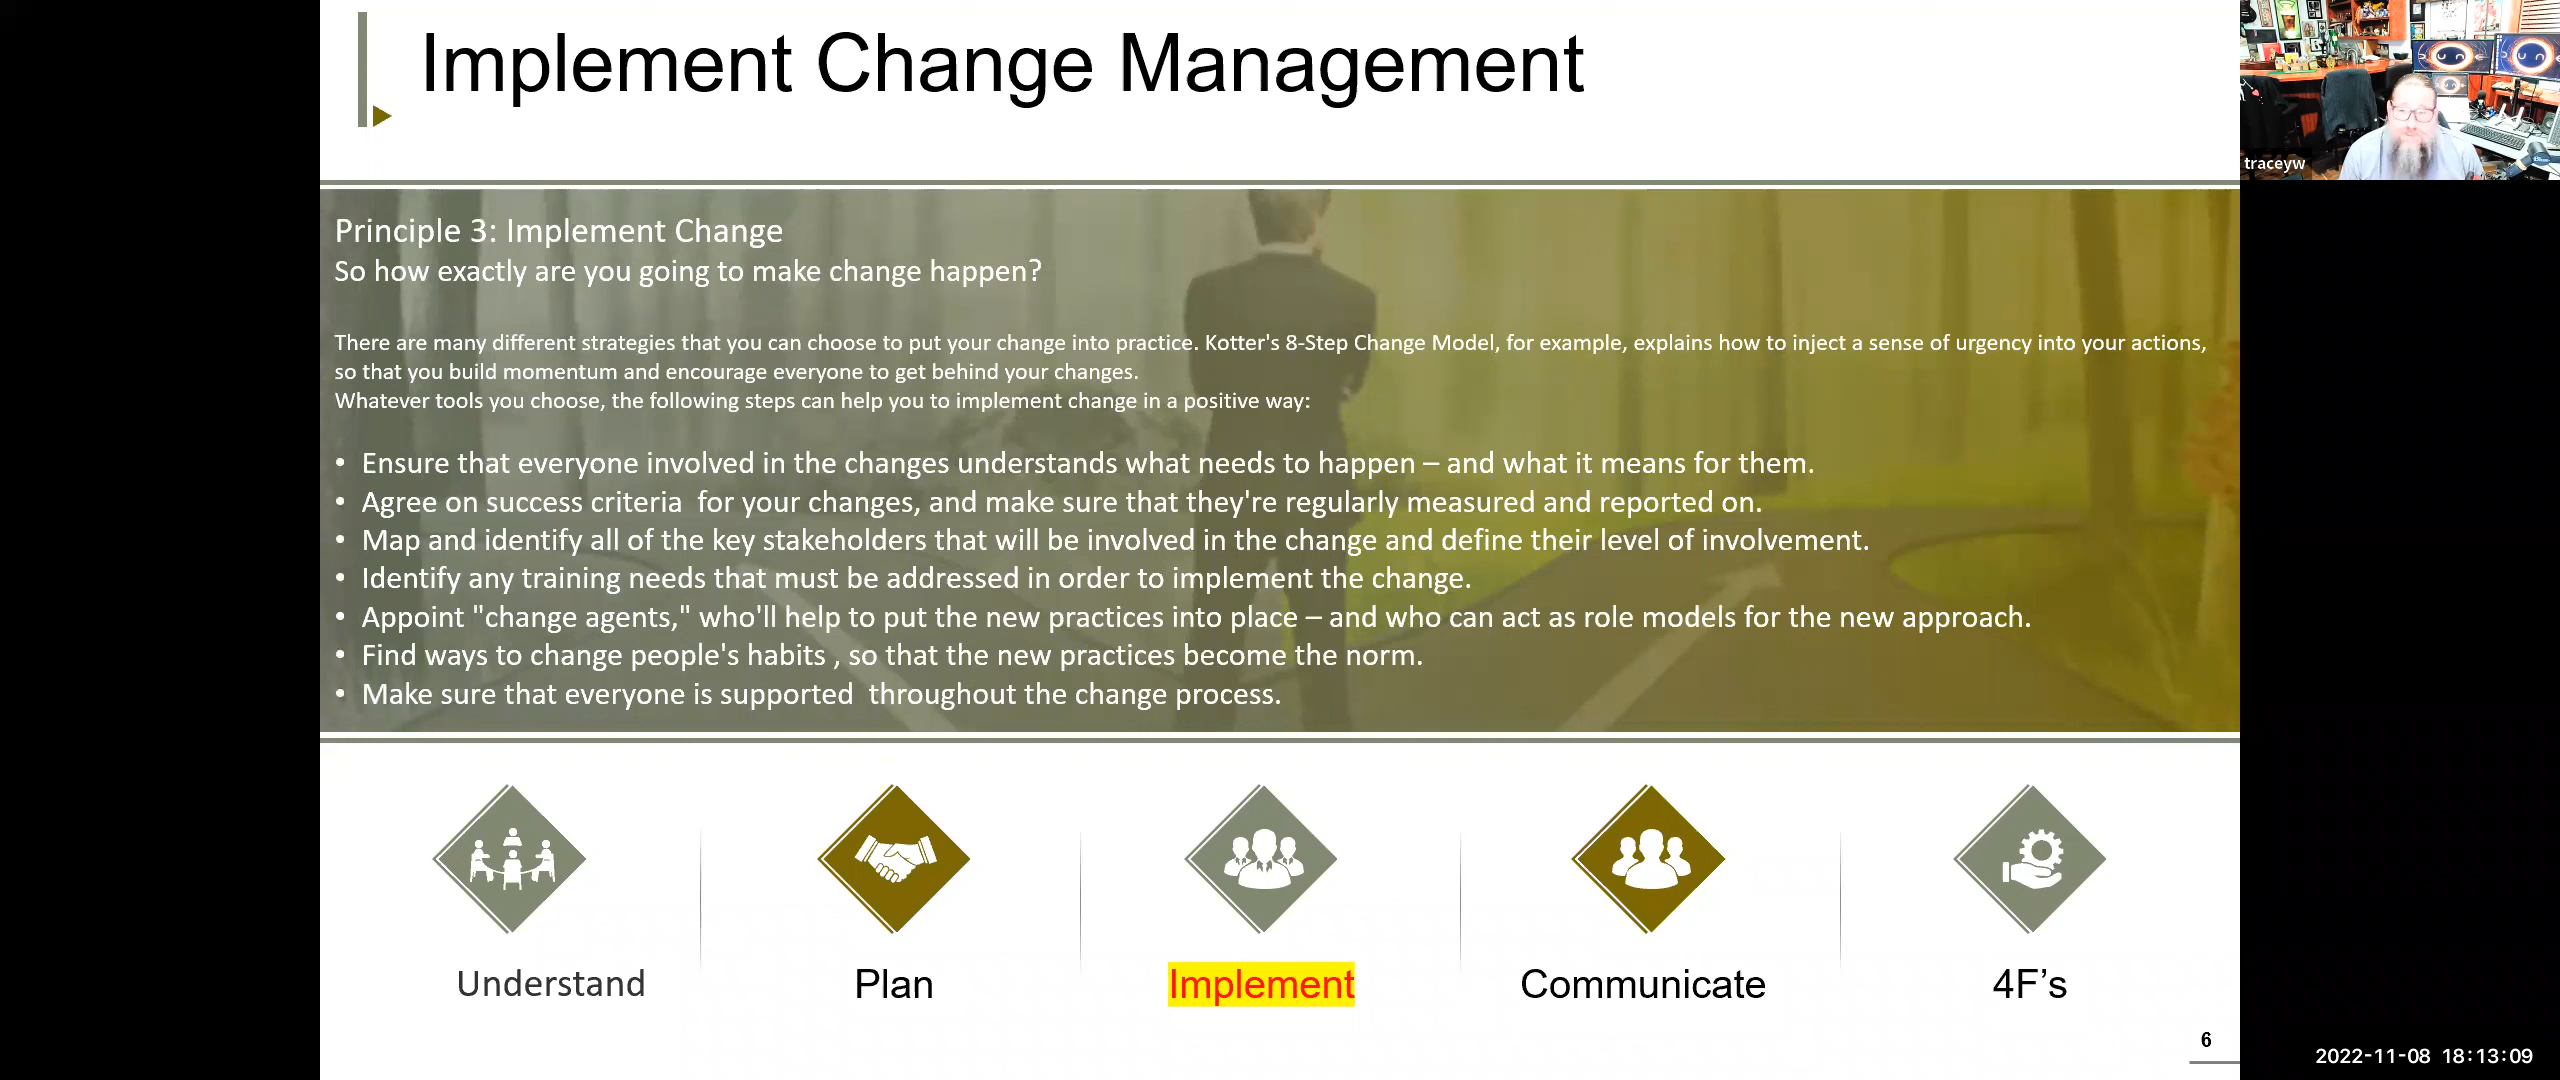 Implement Change Management
traceyw
Principle 3: Implement Change
So how exactly are you going to make change happen?
There are many different strategies that you can choose to put your change into practice. Kotter's 8-Step Change Model, for example, explains how to inject a sense of urgency into your actions,
so that you build momentum and encourage everyone to get behind your changes.
Whatever tools you choose, the following steps can help you to implement change in a positive way:
• Ensure that everyone involved in the changes understands what needs to happen – and what it means for them.
• Agree on success criteria  for your changes, and make sure that they're regularly measured and reported on.
• Map and identify all of the key stakeholders that will be involved in the change and define their level of involvement.
• Identify any training needs that must be addressed in order to implement the change.
• Appoint "change agents," who'll help to put the new practices into place – and who can act as role models for the new approach.
• Find ways to change people's habits , so that the new practices become the norm.
• Make sure that everyone is supported  throughout the change process.
Understand
Plan
Implement
Communicate
4F’s
6
2022-11-08 18:13:09